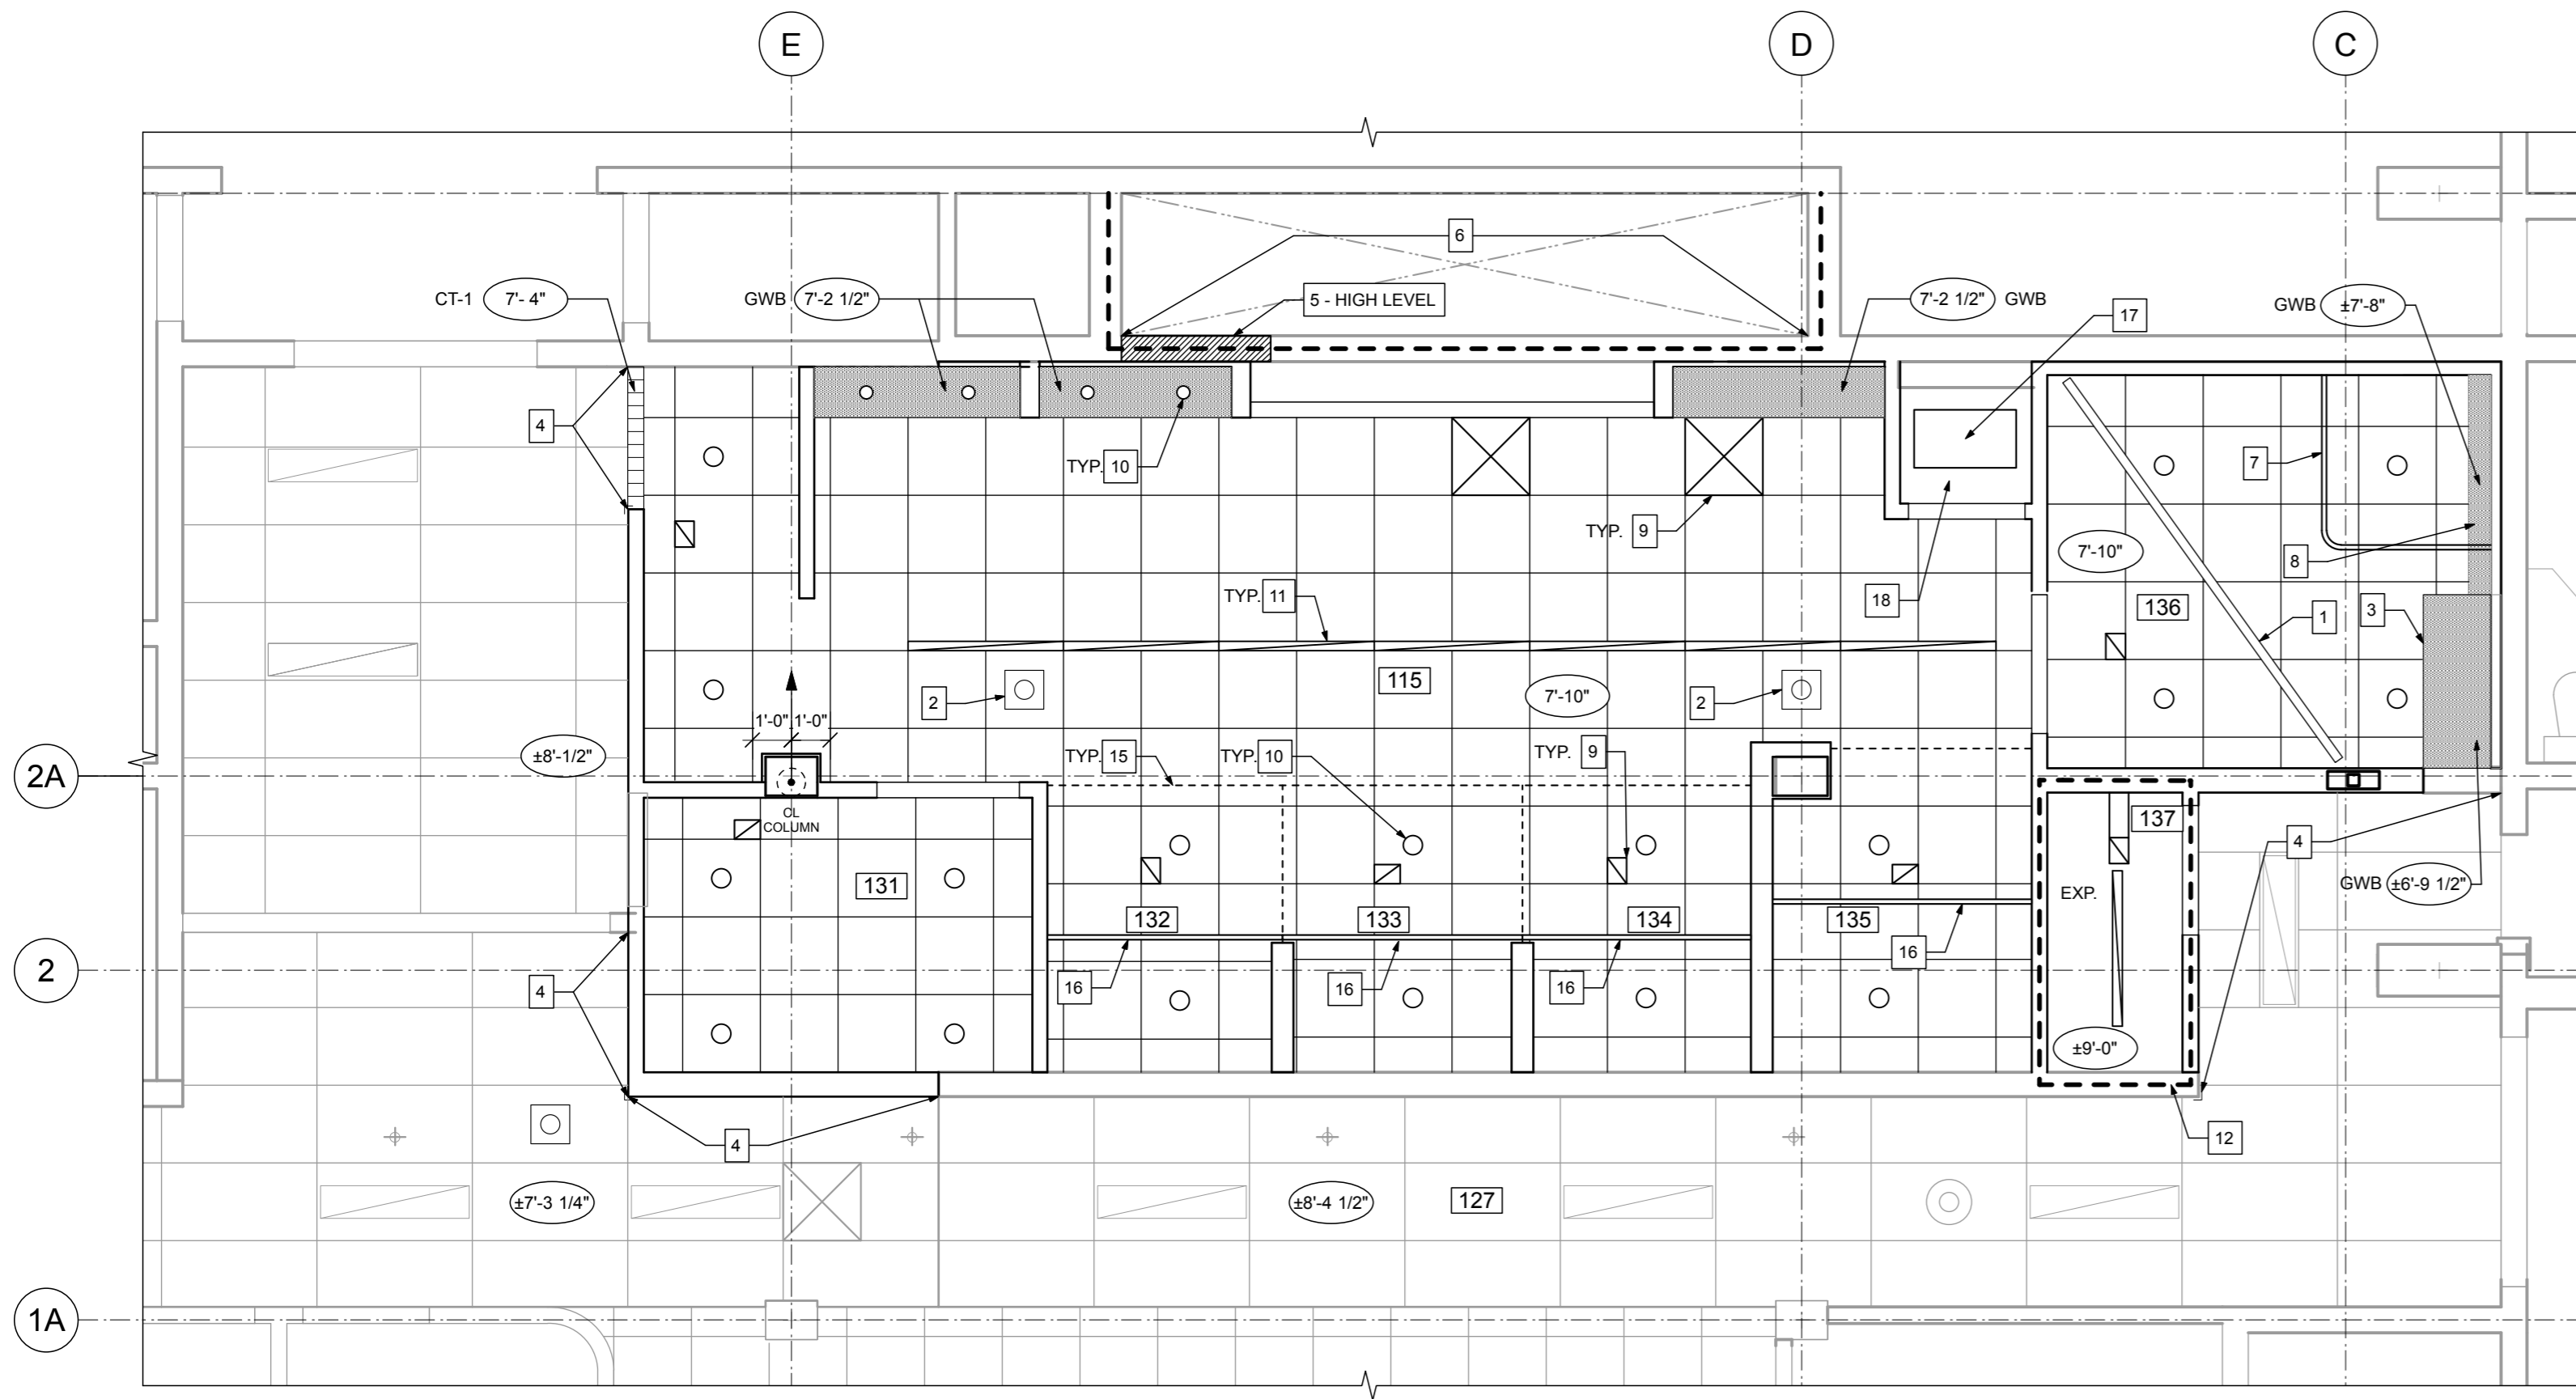 E
D
C
6
5 - HIGH LEVEL
CT-1 7'- 4"
GWB 7'-2 1/2"
7'-2 1/2" GWB
GWB ±7'-8"
17
4
TYP. 10
7
TYP. 9
7'-10"
8
TYP. 11
18
136
3
1
115
7'-10"
2
2
1'-0" 1'-0"
±8'-1/2"
TYP. 15
TYP. 10
TYP. 9
2A
CL
COLUMN
137
4
131
EXP.
GWB ±6'-9 1/2"
132
133
134
135
16
2
4
16
16
16
±9'-0"
4
12
±7'-3 1/4"
±8'-4 1/2"
127
1A